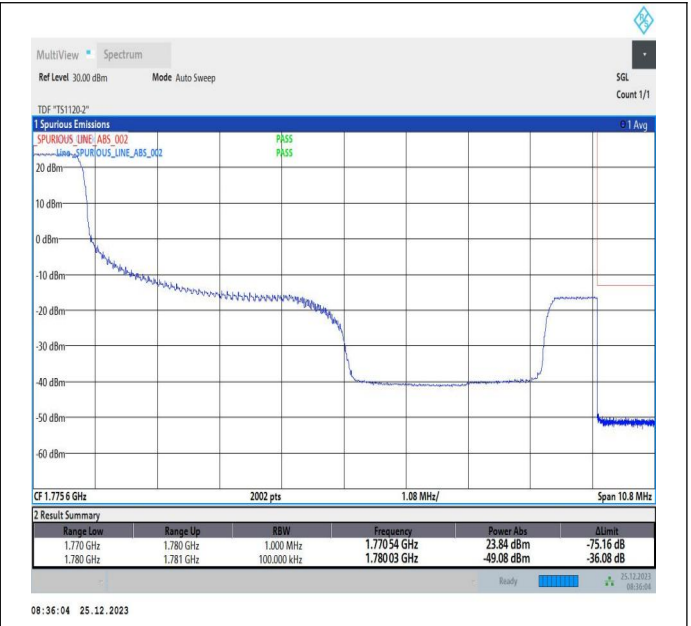 MultiView Spectrum
Ref Level 30.00 dBm Mode Auto Sweep SGL
Count 1/1
TDF "TS1120-2"
1 Spurious Emissions 1 Avg
_SPURIOUS_LINE_ABS_002 PASS
Line _SPURIOUS_LINE_ABS_002 PASS
20 dBm
10 dBm
0 dBm
-10 dBm
-20 dBm
-30 dBm
-40 dBm
-50 dBm
-60 dBm
CF 1.775 6 GHz 2002 pts 1.08 MHz/ Span 10.8 MHz
2 Result Summary
Range Low Range Up RBW Frequency Power Abs ΔLimit
1.770 GHz 1.780 GHz 1.000 MHz 1.770 54 GHz 23.84 dBm -75.16 dB
1.780 GHz 1.781 GHz 100.000 kHz 1.780 03 GHz -49.08 dBm -36.08 dB
Ready 25.12.2023
08:36:04
08:36:04 25.12.2023